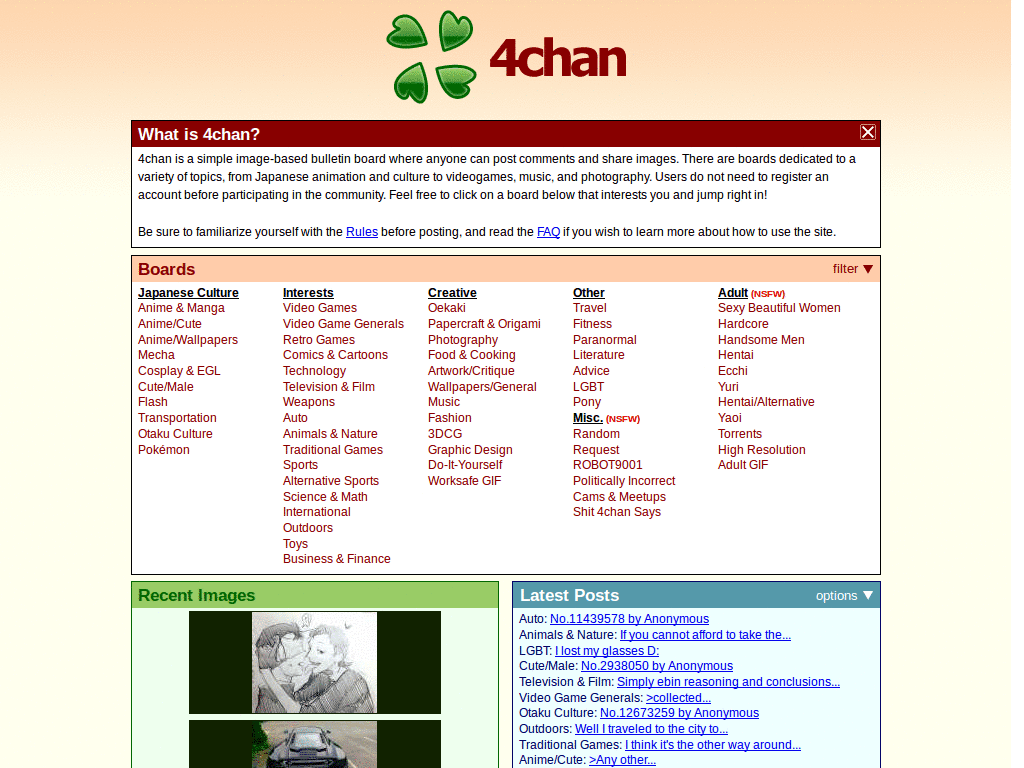 4chan
What is 4chan?
4chan is a simple image-based bulletin board where anyone can post comments and share images. There are boards dedicated to a
variety of topics, from Japanese animation and culture to videogames, music, and photography. Users do not need to register an
account before participating in the community. Feel free to click on a board below that interests you and jump right in!
Be sure to familiarize yourself with the Rules before posting, and read the FAQ if you wish to learn more about how to use the site.
Boards
filter ▼
Japanese Culture
Anime & Manga
Anime/Cute
Anime/Wallpapers
Mecha
Cosplay & EGL
Cute/Male
Flash
Transportation
Otaku Culture
Pokémon
Interests
Video Games
Video Game Generals
Retro Games
Comics & Cartoons
Technology
Television & Film
Weapons
Auto
Animals & Nature
Traditional Games
Sports
Alternative Sports
Science & Math
International
Outdoors
Toys
Business & Finance
Creative
Oekaki
Papercraft & Origami
Photography
Food & Cooking
Artwork/Critique
Wallpapers/General
Music
Fashion
3DCG
Graphic Design
Do-It-Yourself
Worksafe GIF
Other
Travel
Fitness
Paranormal
Literature
Advice
LGBT
Pony
Misc. (NSFW)
Random
Request
ROBOT9001
Politically Incorrect
Cams & Meetups
Shit 4chan Says
Adult (NSFW)
Sexy Beautiful Women
Hardcore
Handsome Men
Hentai
Ecchi
Yuri
Hentai/Alternative
Yaoi
Torrents
High Resolution
Adult GIF
Recent Images
Latest Posts
options ▼
Auto: No.11439578 by Anonymous
Animals & Nature: If you cannot afford to take the...
LGBT: I lost my glasses D:
Cute/Male: No.2938050 by Anonymous
Television & Film: Simply ebin reasoning and conclusions...
Video Game Generals: >collected...
Otaku Culture: No.12673259 by Anonymous
Outdoors: Well I traveled to the city to...
Traditional Games: I think it's the other way around...
Anime/Cute: >Any other...